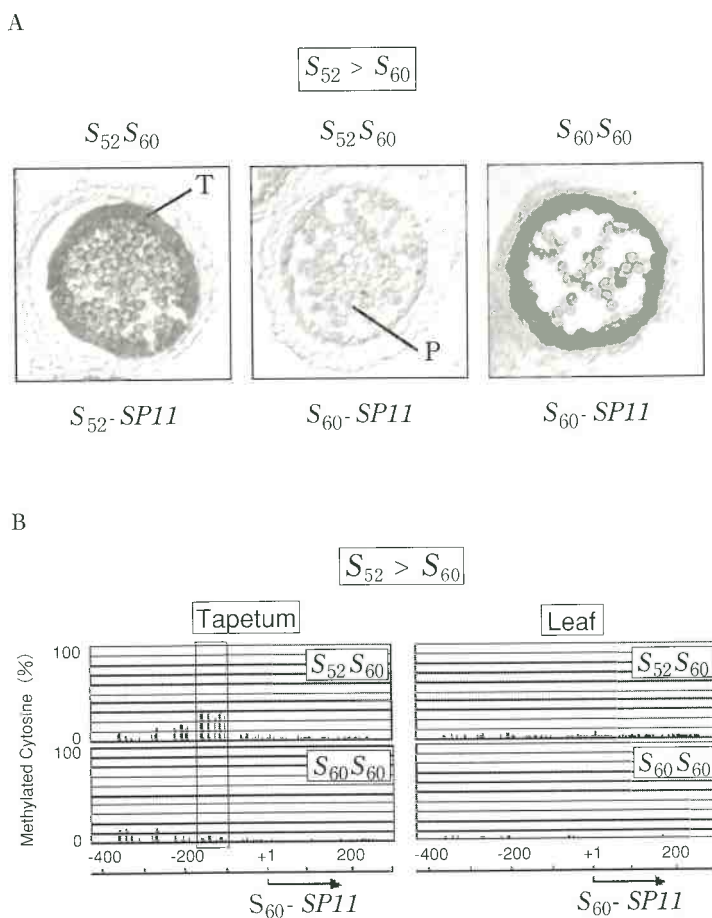 A
S₅₂ > S₆₀
S₅₂S₆₀ S₅₂S₆₀ S₆₀S₆₀
T
P
S₅₂- SP11 S₆₀- SP11 S₆₀- SP11
B
S₅₂ > S₆₀
Tapetum Leaf
Methylated Cytosine (%)
100 S₅₂S₆₀ S₅₂S₆₀
0
100 S₆₀S₆₀ S₆₀S₆₀
0
-400 -200 +1 200 -400 -200 +1 200
S₆₀- SP11 S₆₀- SP11